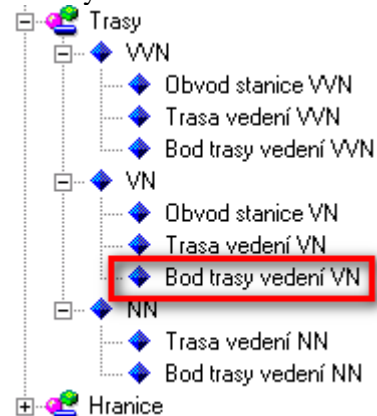 Trasy
VVN
Obvod stanice VVN
Trasa vedení VVN
Bod trasy vedení VVN
VN
Obvod stanice VN
Trasa vedení VN
Bod trasy vedení VN
NN
Trasa vedení NN
Bod trasy vedení NN
Hranice